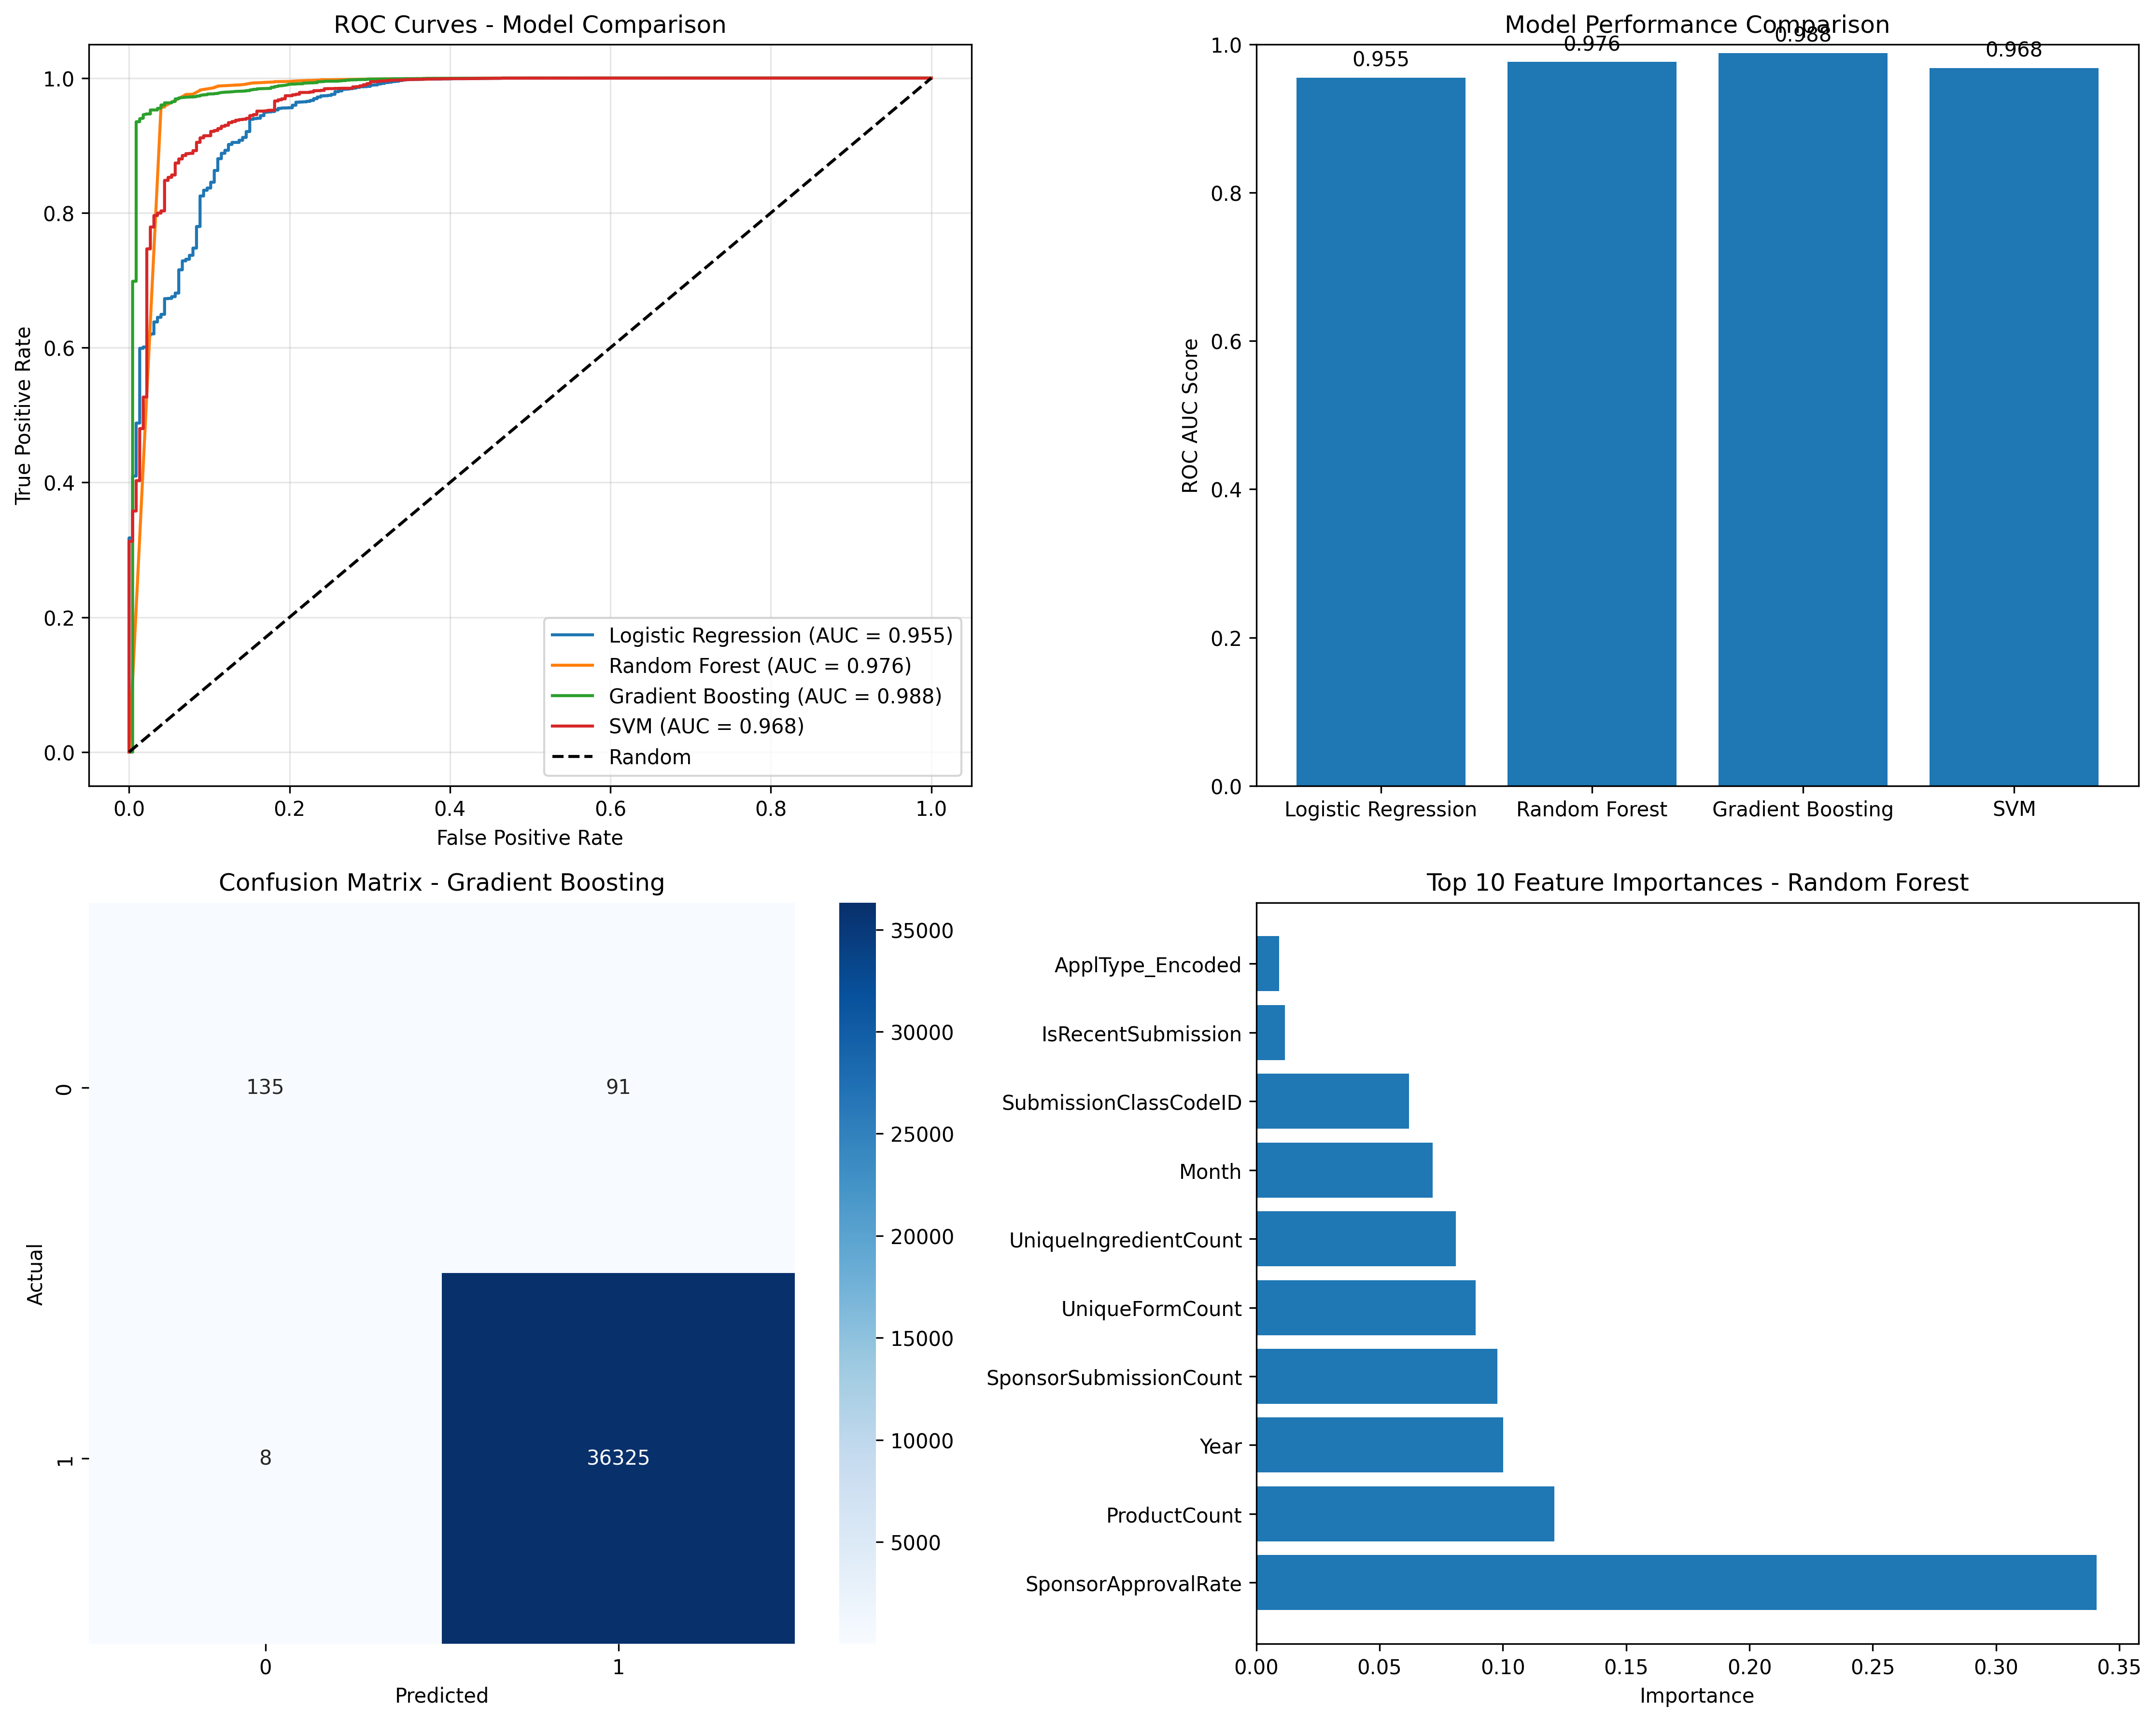 ROC Curves - Model Comparison
True Positive Rate
1.0
0.8
0.6
0.4
0.2
0.0
0.0 0.2 0.4 0.6 0.8 1.0
False Positive Rate
Logistic Regression (AUC = 0.955)
Random Forest (AUC = 0.976)
Gradient Boosting (AUC = 0.988)
SVM (AUC = 0.968)
Random
Model Performance Comparison
0.955 0.976 0.988 0.968
ROC AUC Score
1.0
0.8
0.6
0.4
0.2
0.0
Logistic Regression Random Forest Gradient Boosting SVM
Confusion Matrix - Gradient Boosting
Actual
0
1
135 91
8 36325
0 1
Predicted
35000
30000
25000
20000
15000
10000
5000
Top 10 Feature Importances - Random Forest
ApplType_Encoded
IsRecentSubmission
SubmissionClassCodeID
Month
UniqueIngredientCount
UniqueFormCount
SponsorSubmissionCount
Year
ProductCount
SponsorApprovalRate
0.00 0.05 0.10 0.15 0.20 0.25 0.30 0.35
Importance